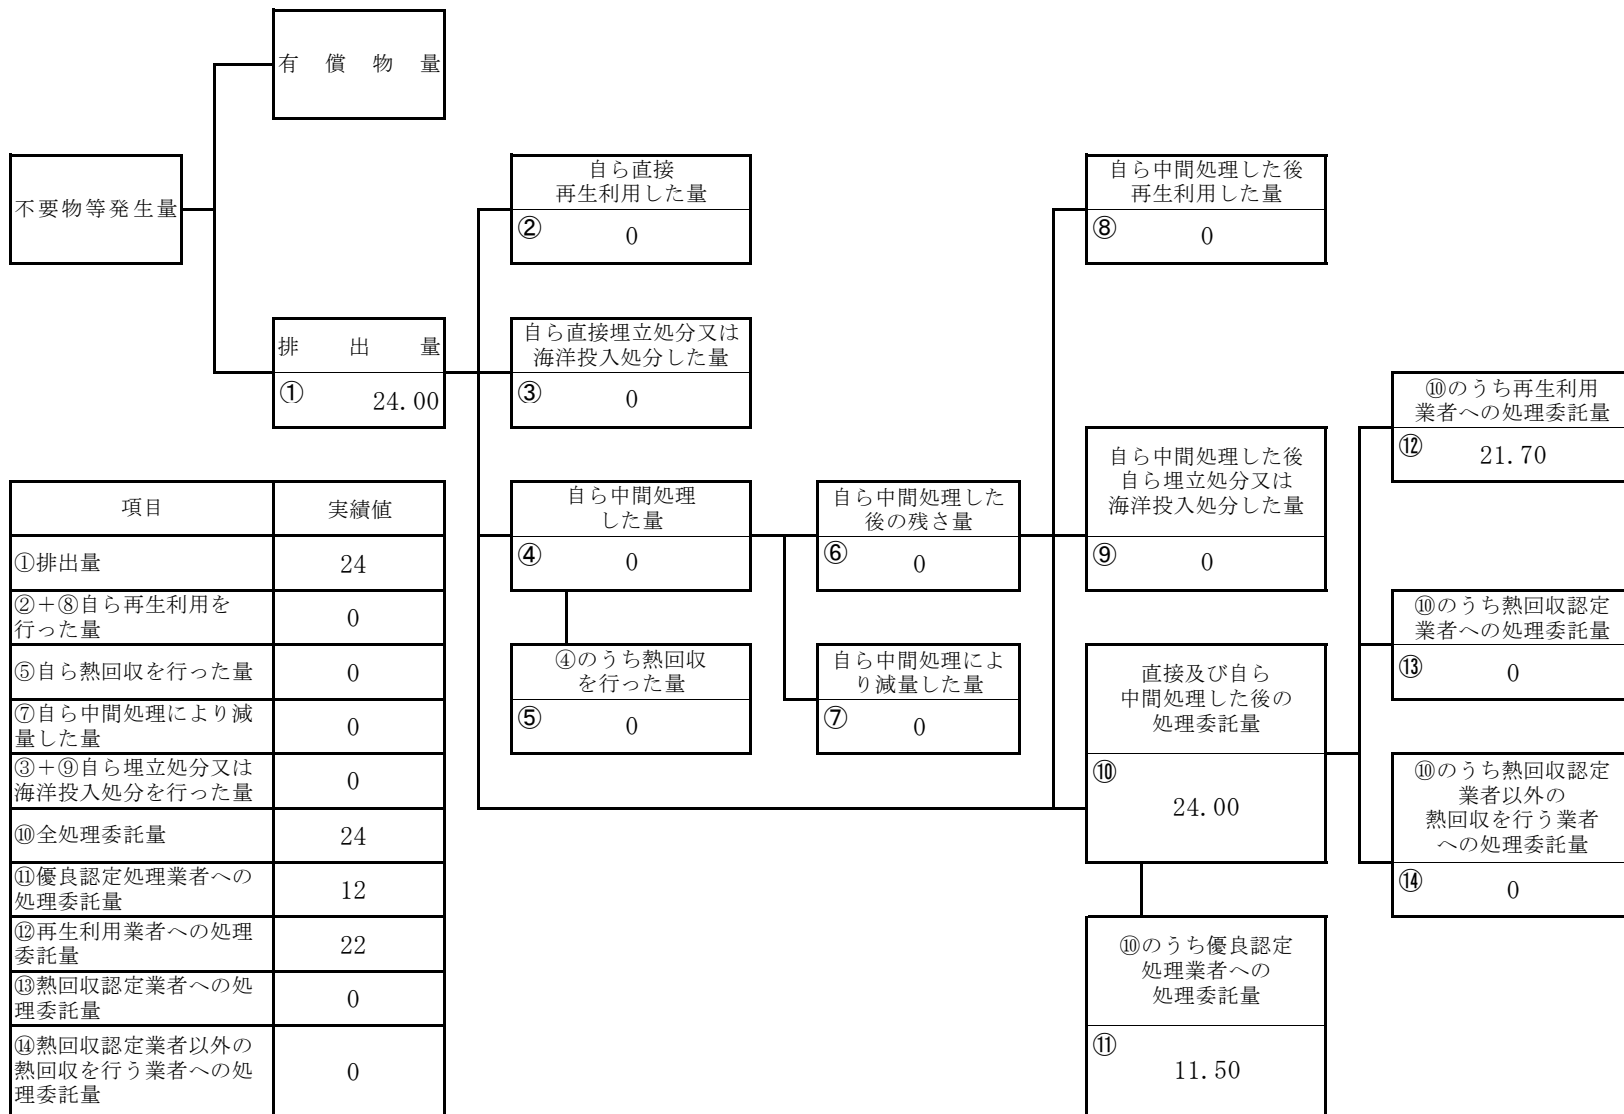 有償物量
不要物等発生量
排出量
① 24.00
自ら直接
再生利用した量
② 0
自ら直接埋立処分又は
海洋投入処分した量
③ 0
自ら中間処理
した量
④ 0
④のうち熱回収
を行った量
⑤ 0
自ら中間処理した
後の残さ量
⑥ 0
自ら中間処理によ
り減量した量
⑦ 0
自ら中間処理した後
再生利用した量
⑧ 0
自ら中間処理した後
自ら埋立処分又は
海洋投入処分した量
⑨ 0
直接及び自ら
中間処理した後の
処理委託量
⑩
24.00
⑩のうち優良認定
処理業者への
処理委託量
⑪
11.50
⑩のうち再生利用
業者への処理委託量
⑫ 21.70
⑩のうち熱回収認定
業者への処理委託量
⑬ 0
⑩のうち熱回収認定
業者以外の
熱回収を行う業者
への処理委託量
⑭ 0
項目 実績値
①排出量 24
②＋⑧自ら再生利用を
行った量 0
⑤自ら熱回収を行った量 0
⑦自ら中間処理により減
量した量 0
③＋⑨自ら埋立処分又は
海洋投入処分を行った量 0
⑩全処理委託量 24
⑪優良認定処理業者への
処理委託量 12
⑫再生利用業者への処理
委託量 22
⑬熱回収認定業者への処
理委託量 0
⑭熱回収認定業者以外の
熱回収を行う業者への処
理委託量 0